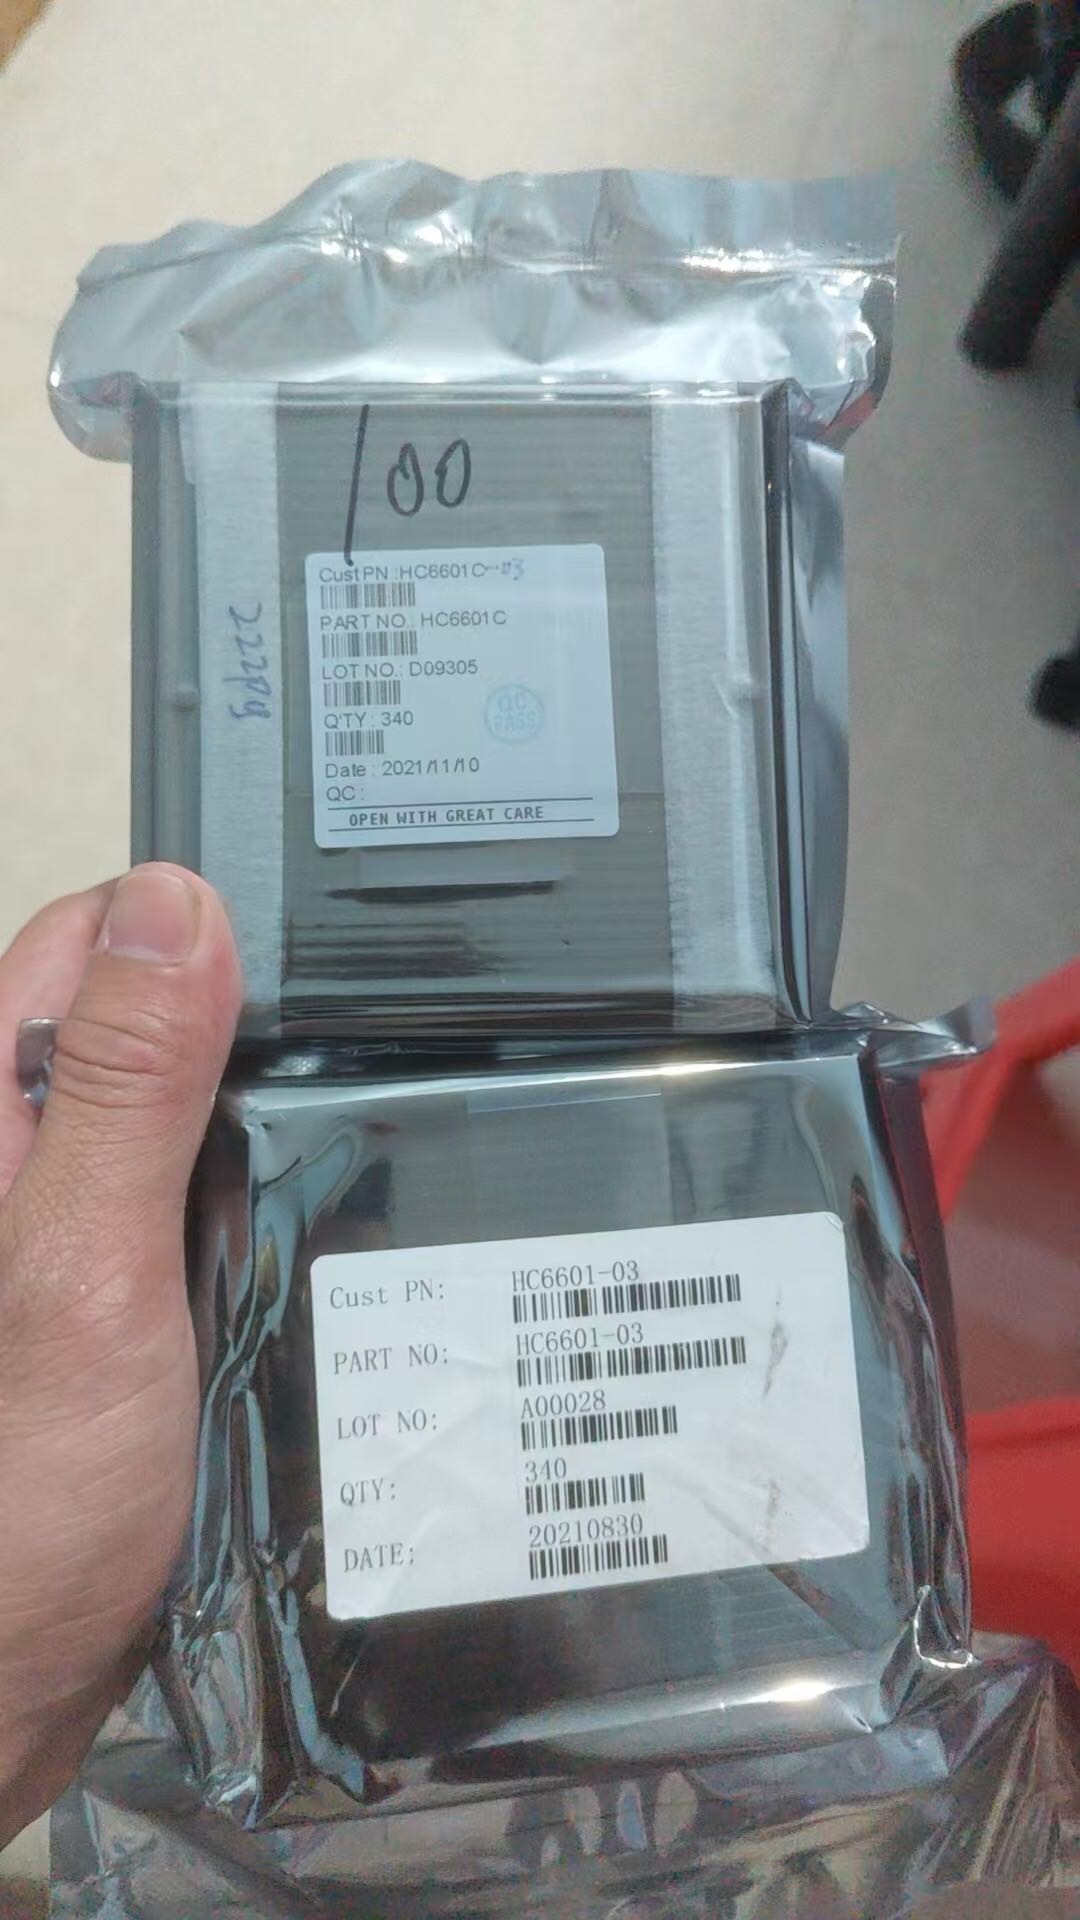 100
Cust PN :HC6601C-03
PART NO.: HC6601C
LOT NO.: D09305
Q'TY : 340
Date : 2021/11/10
QC :
QC PASS
OPEN WITH GREAT CARE
Cust PN: HC6601-03
PART NO: HC6601-03
LOT NO: A00028
QTY: 340
DATE: 20210830